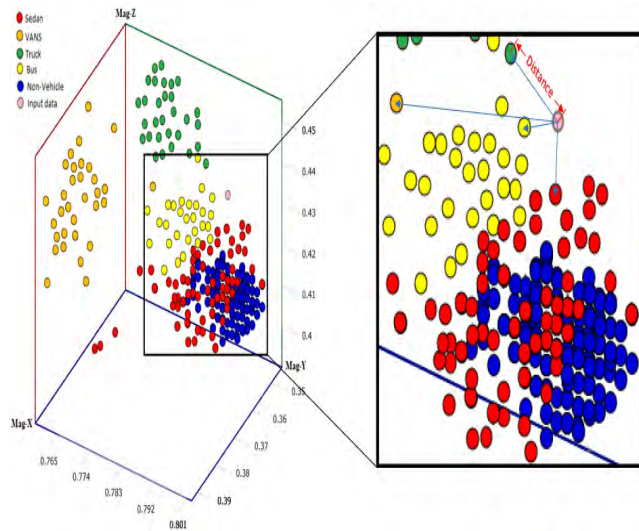 Mag-Z
Sedan
VANS
Truck
Bus
Non-Vehicle
Input data
Distance
0.45
0.44
0.43
0.42
0.41
0.4
Mag-Y
0.35
0.36
0.37
0.38
0.39
Mag-X
0.765
0.774
0.783
0.792
0.801